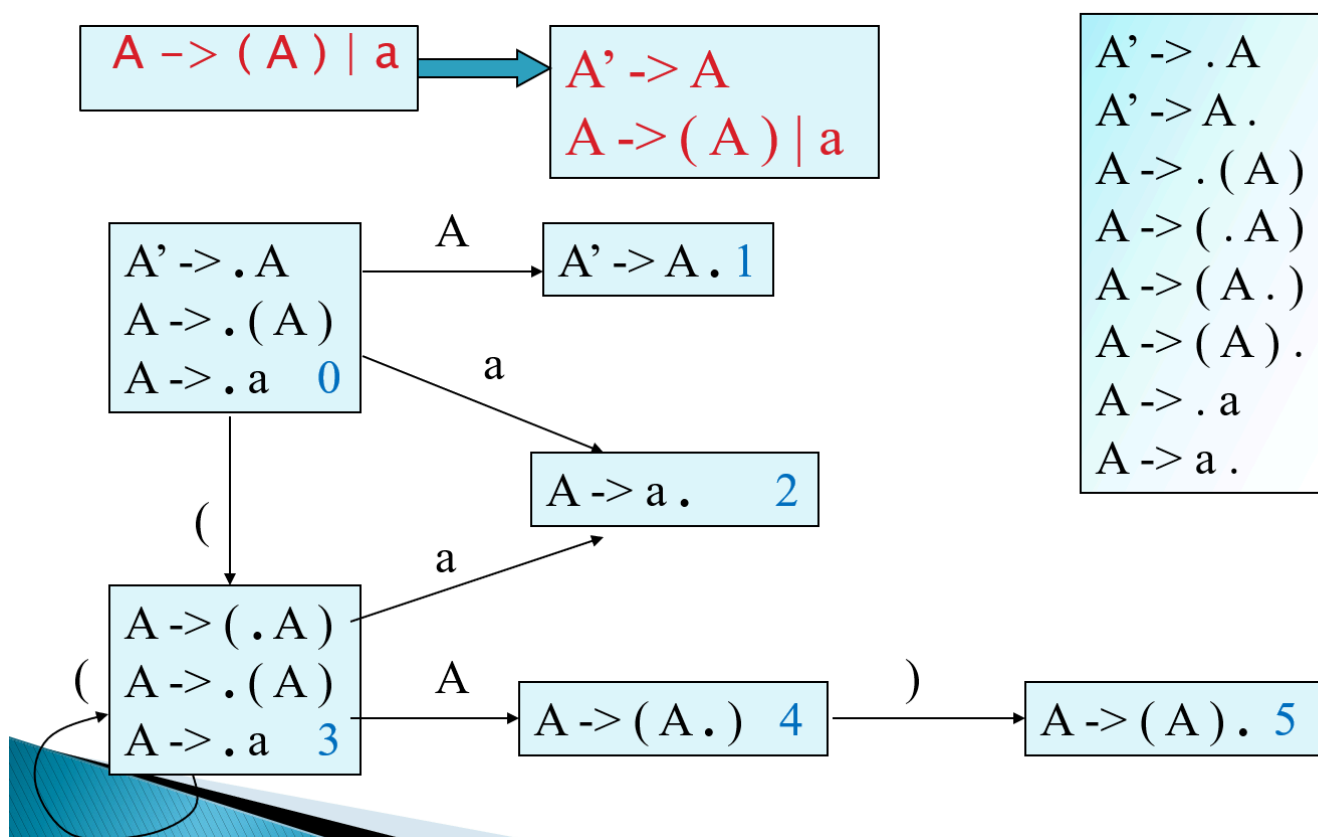 A -> ( A ) | a
A’ -> A
A -> ( A ) | a
A’ -> . A
A’ -> A .
A -> . ( A )
A -> ( . A )
A -> ( A . )
A -> ( A ) .
A -> . a
A -> a .
A’ -> . A
A -> . ( A )
A -> . a 0
A
A’ -> A . 1
a
(
A -> a . 2
a
A -> ( . A )
A -> . ( A )
A -> . a 3
(
A
A -> ( A . ) 4
)
A -> ( A ) . 5